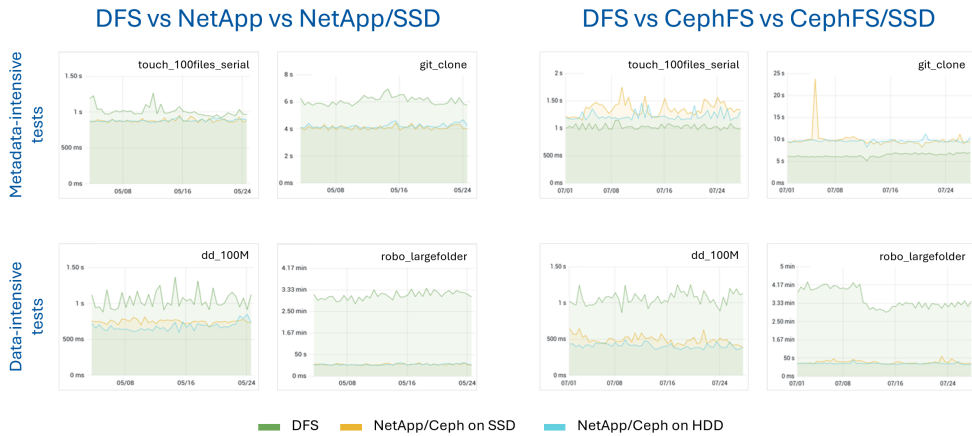 DFS vs NetApp vs NetApp/SSD
DFS vs CephFS vs CephFS/SSD
Metadata-intensive
tests
touch_100files_serial
1.50 s
1 s
500 ms
0 ms
05/08
05/16
05/24
git_clone
8 s
6 s
4 s
2 s
0 ms
05/08
05/16
05/24
touch_100files_serial
2 s
1.50 s
1 s
500 ms
0 ms
07/01
07/08
07/16
07/24
git_clone
25 s
20 s
15 s
10 s
5 s
0 ms
07/01
07/08
07/16
07/24
Data-intensive
tests
dd_100M
1.50 s
1 s
500 ms
0 ms
05/08
05/16
05/24
robo_largefolder
4.17 min
3.33 min
2.50 min
1.67 min
50 s
0 ms
05/08
05/16
05/24
dd_100M
1.50 s
1 s
500 ms
0 ms
07/01
07/08
07/16
07/24
robo_largefolder
5 min
4.17 min
3.33 min
2.50 min
1.67 min
50 s
0 ms
07/01
07/08
07/16
07/24
DFS
NetApp/Ceph on SSD
NetApp/Ceph on HDD